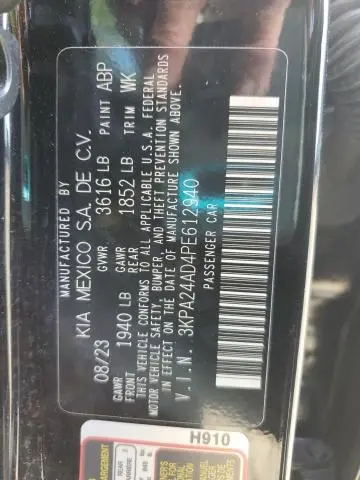 MANUFACTURED BY
KIA MEXICO S.A. DE C.V.
08/23 GVWR 3616 LB PAINT ABP
GAWR FRONT 1940 LB GAWR REAR 1852 LB TRIM WK
THIS VEHICLE CONFORMS TO ALL APPLICABLE U.S.A. FEDERAL
MOTOR VEHICLE SAFETY, BUMPER, AND THEFT PREVENTION STANDARDS
IN EFFECT ON THE DATE OF MANUFACTURE SHOWN ABOVE.
V.I.N. 3KPA24AD4PE612940
PASSENGER CAR
H910
REAR